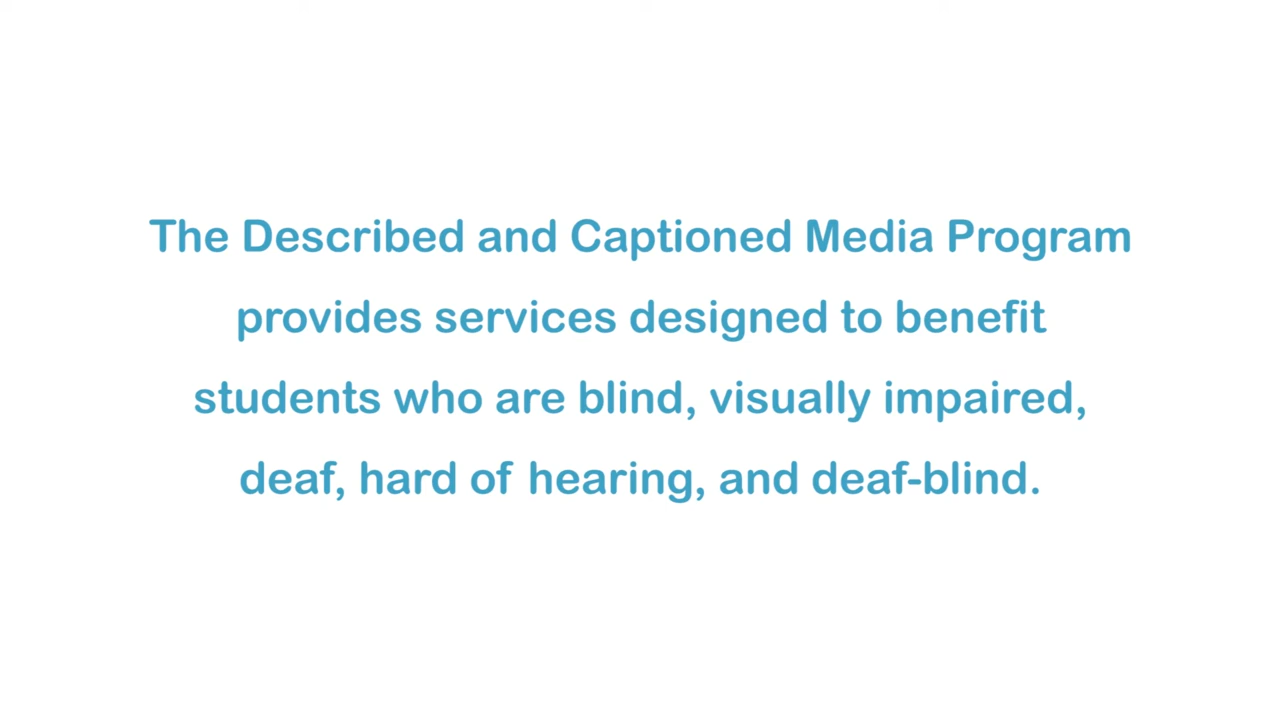 The Described and Captioned Media Program
provides services designed to benefit
students who are blind, visually impaired,
deaf, hard of hearing, and deaf-blind.